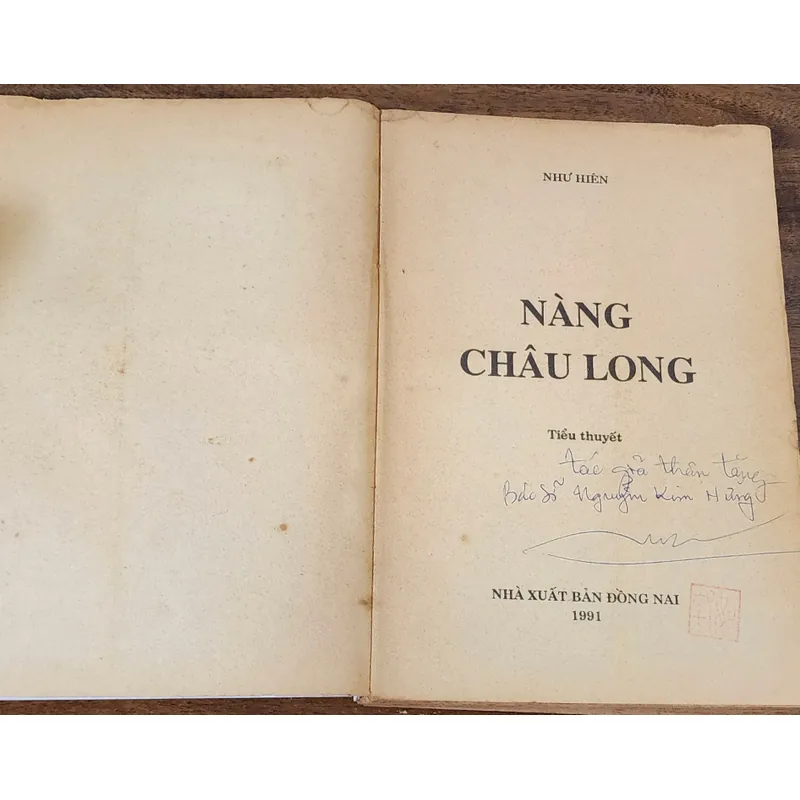 NHƯ HIÊN
NÀNG
CHÂU LONG
Tiểu thuyết
tác giả thân tặng
Bác sĩ Nguyễn Kim Hưng
NHÀ XUẤT BẢN ĐỒNG NAI
1991